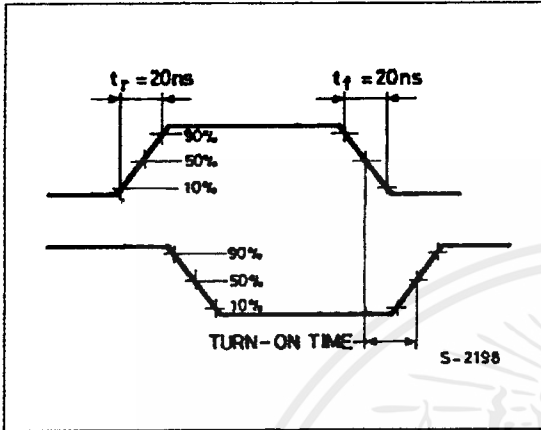 tr = 20ns tf = 20ns
90%
50%
10%
90%
50%
10%
TURN-ON TIME
S-2198